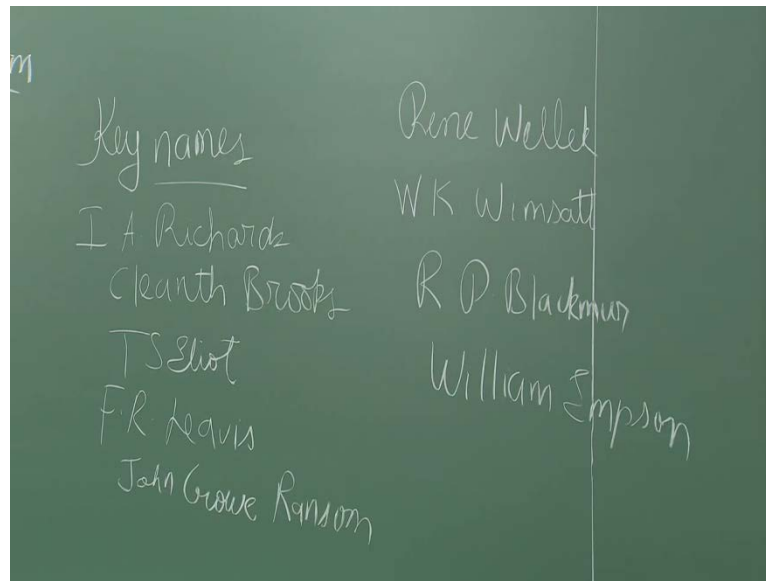 m
Key names
I A. Richards
Cleanth Brooks
T S Eliot
F. R. Leavis
John Crowe Ransom
Rene Wellek
W K Wimsatt
R P. Blackmur
William Empson